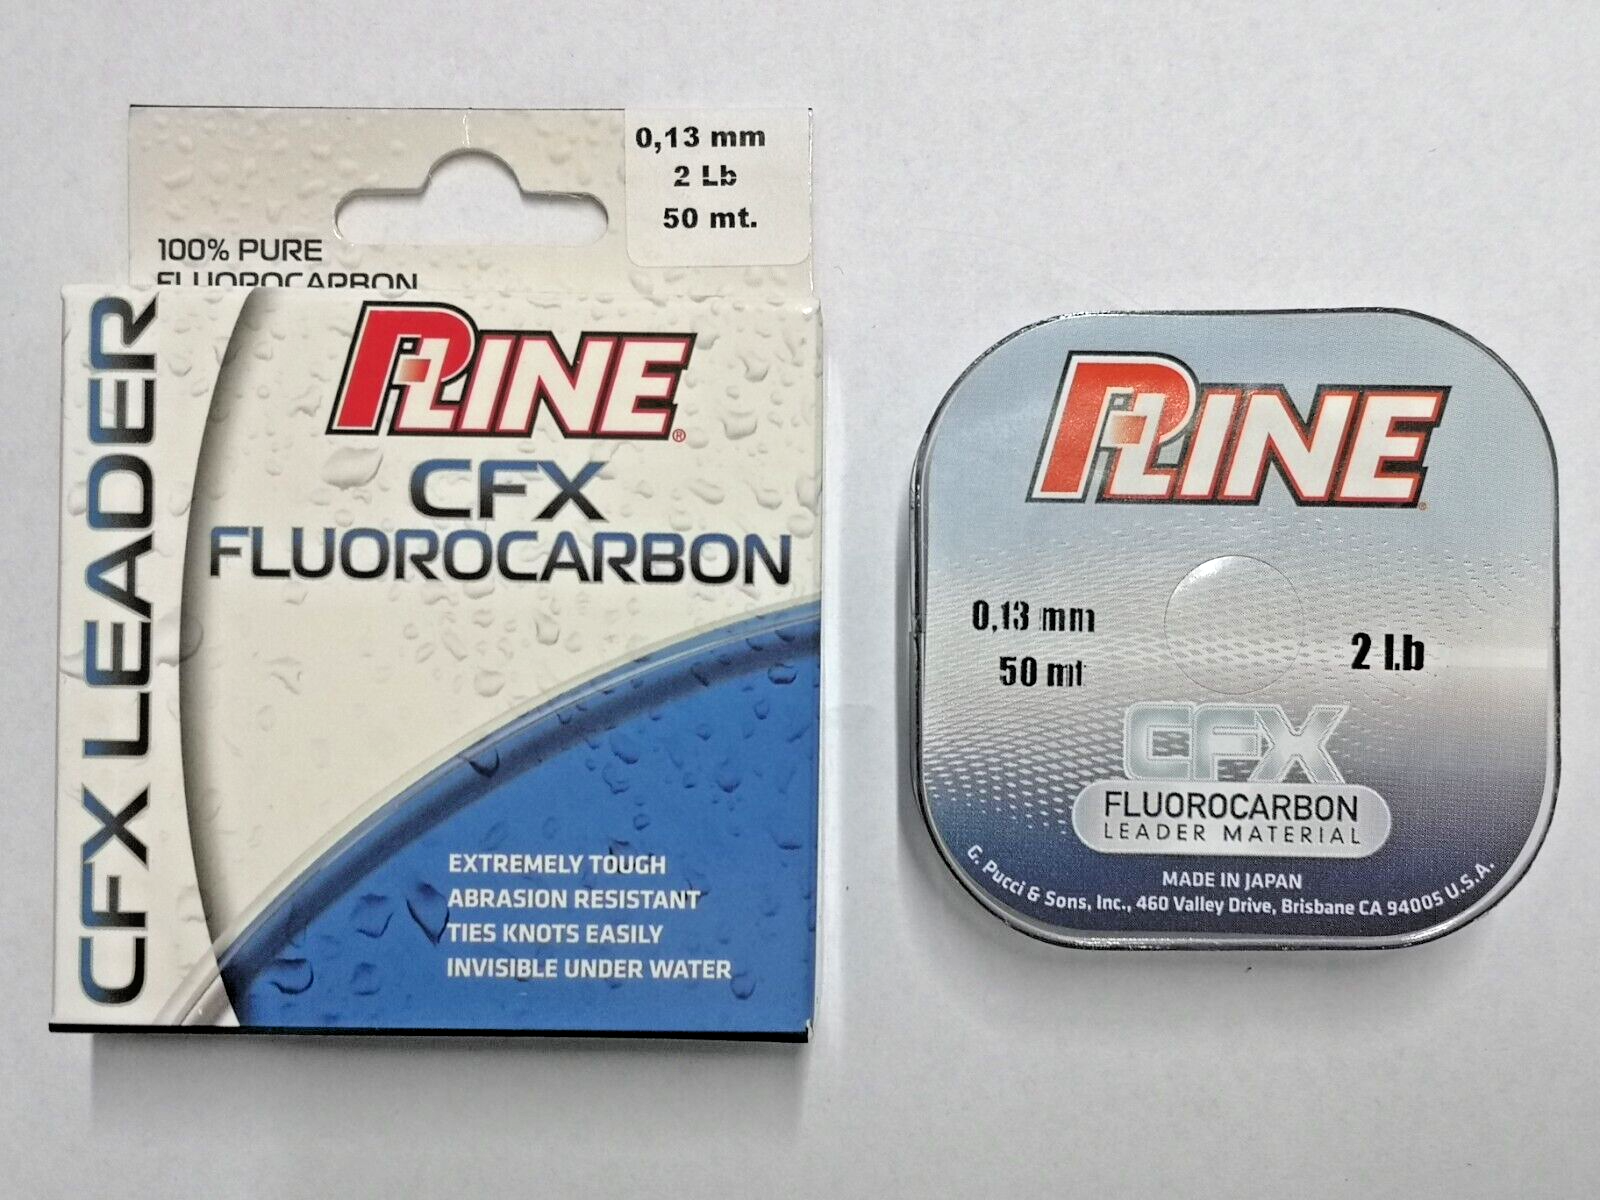 0,13 mm
2 Lb
50 mt.
100% PURE
FLUOROCARBON
CFX LEADER
P-LINE®
CFX
FLUOROCARBON
EXTREMELY TOUGH
ABRASION RESISTANT
TIES KNOTS EASILY
INVISIBLE UNDER WATER
P-LINE
0,13 mm
50 mt
2 Lb
CFX
FLUOROCARBON
LEADER MATERIAL
MADE IN JAPAN
G. Pucci & Sons, Inc., 460 Valley Drive, Brisbane CA 94005 U.S.A.